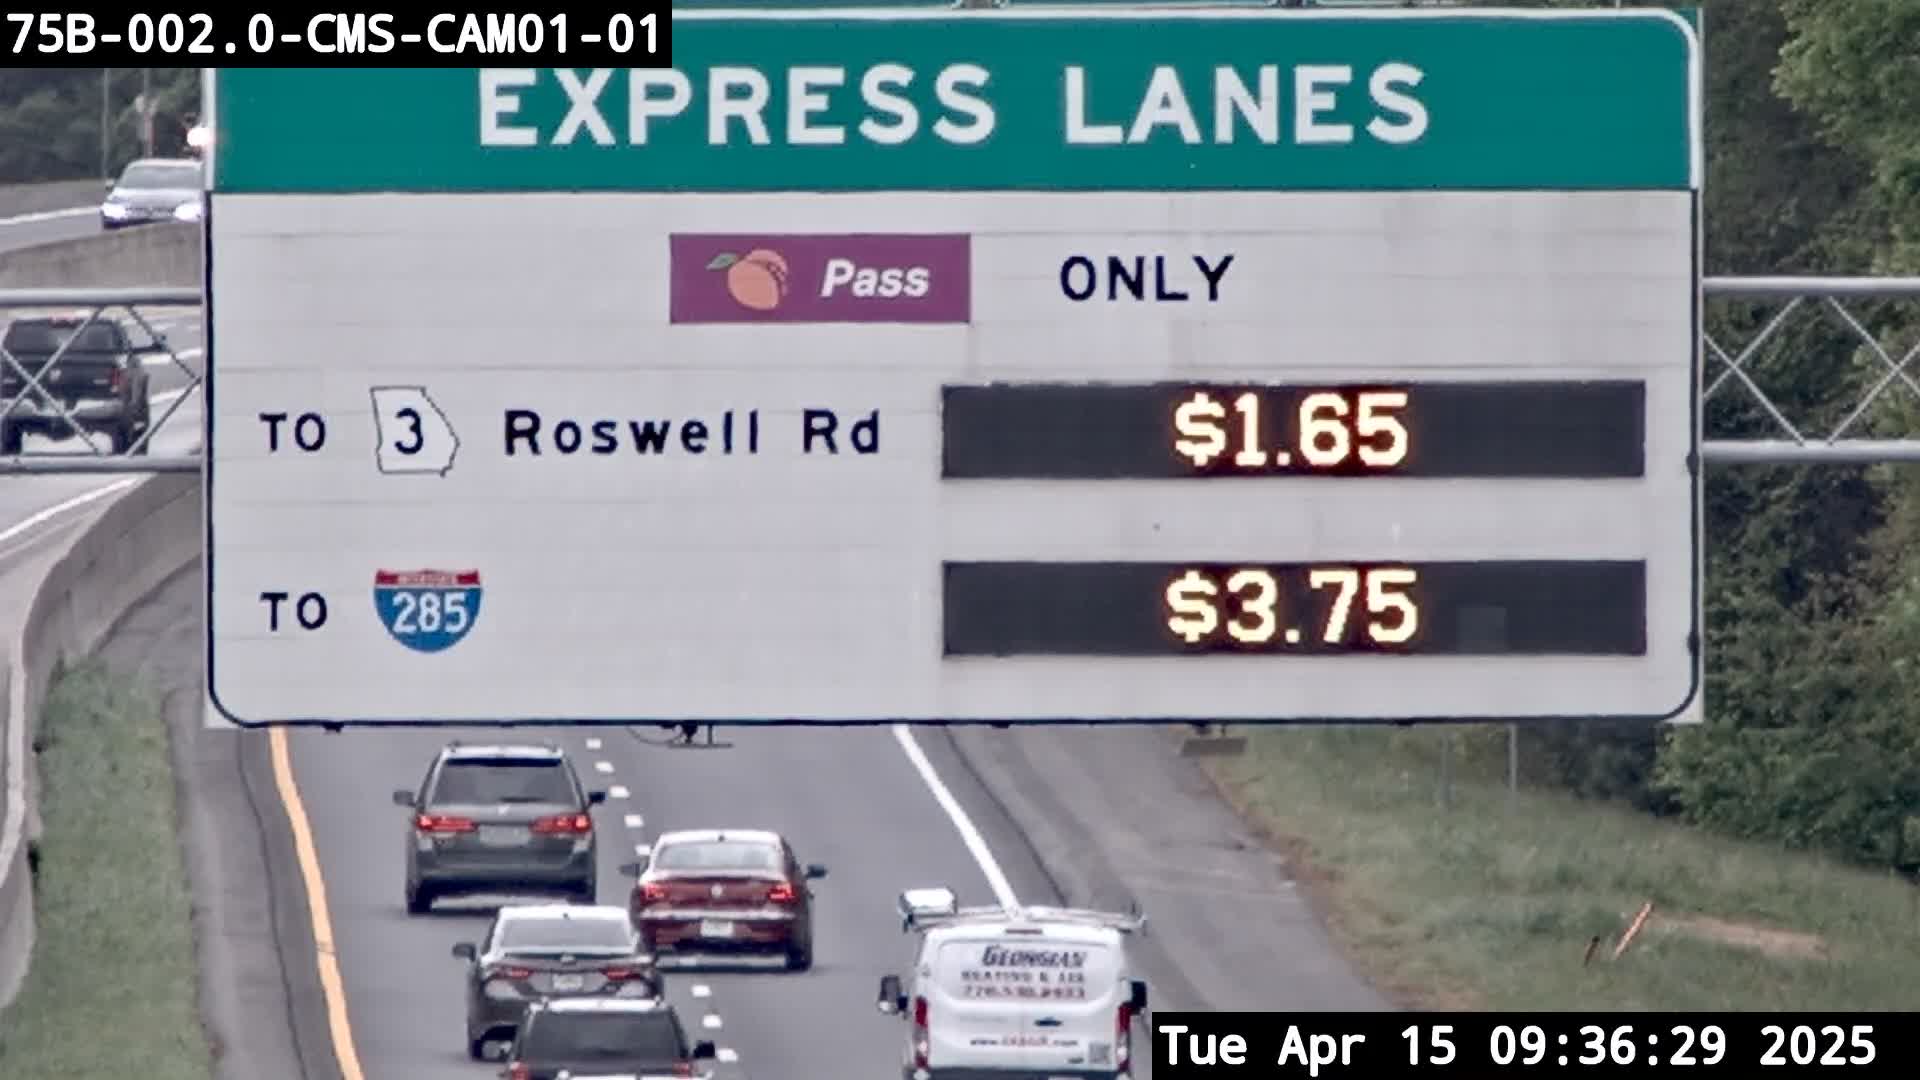 75B-002.0-CMS-CAM01-01
EXPRESS LANES
Pass ONLY
TO 3 Roswell Rd $1.65
TO INTERSTATE 285 $3.75
GEORGIAN
HEATING & AIR
Tue Apr 15 09:36:29 2025